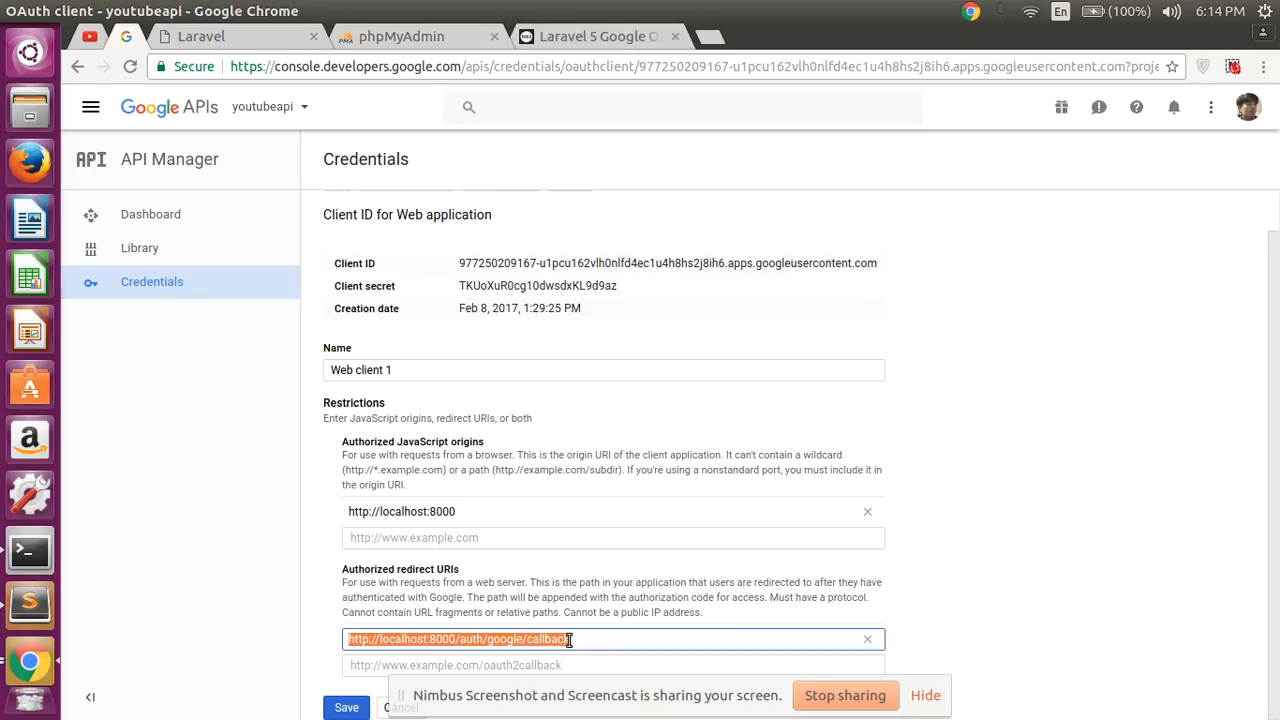 OAuth client - youtubeapi - Google Chrome
En
(100%)
6:14 PM
Laravel
phpMyAdmin
Laravel 5 Google O
Secure
https://console.developers.google.com/apis/credentials/oauthclient/977250209167-u1pcu162vlh0nlfd4ec1u4h8hs2j8ih6.apps.googleusercontent.com?proje
Google APIs
youtubeapi
API
API Manager
Credentials
Dashboard
Library
Credentials
Client ID for Web application
Client ID
977250209167-u1pcu162vlh0nlfd4ec1u4h8hs2j8ih6.apps.googleusercontent.com
Client secret
TKUoXuR0cg10dwsdxKL9d9az
Creation date
Feb 8, 2017, 1:29:25 PM
Name
Web client 1
Restrictions
Enter JavaScript origins, redirect URIs, or both
Authorized JavaScript origins
For use with requests from a browser. This is the origin URI of the client application. It can't contain a wildcard
(http://*.example.com) or a path (http://example.com/subdir). If you're using a nonstandard port, you must include it in
the origin URI.
http://localhost:8000
http://www.example.com
Authorized redirect URIs
For use with requests from a web server. This is the path in your application that users are redirected to after they have
authenticated with Google. The path will be appended with the authorization code for access. Must have a protocol.
Cannot contain URL fragments or relative paths. Cannot be a public IP address.
http://localhost:8000/auth/google/callback
http://www.example.com/oauth2callback
Nimbus Screenshot and Screencast is sharing your screen.
Stop sharing
Hide
Save
Cancel